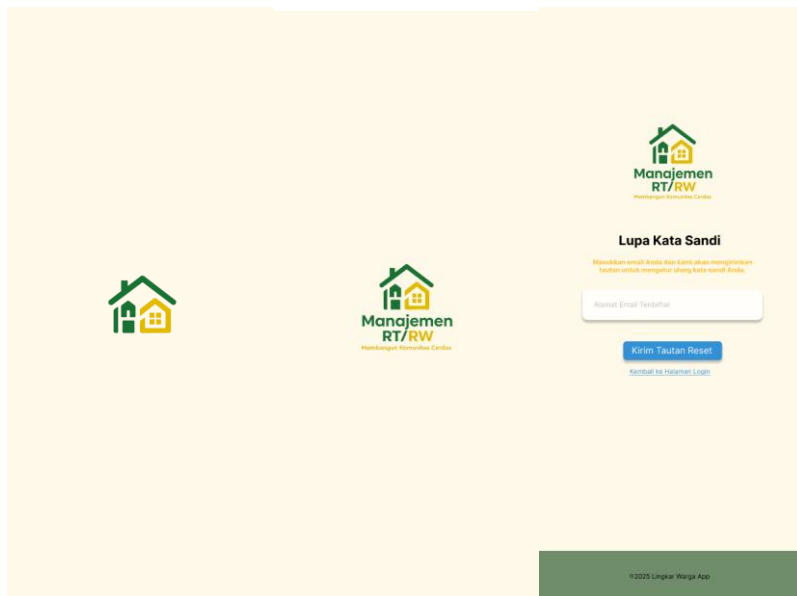 Manajemen
RT/RW
Membangun Komunitas Cerdas
Manajemen
RT/RW
Membangun Komunitas Cerdas
Lupa Kata Sandi
Masukkan email Anda dan Kami akan mengirimkan
tautan untuk mengatur ulang kata sandi Anda.
Alamat Email Terdaftar
Kirim Tautan Reset
Kembali ke Halaman Login
©2025 Lingkar Warga App